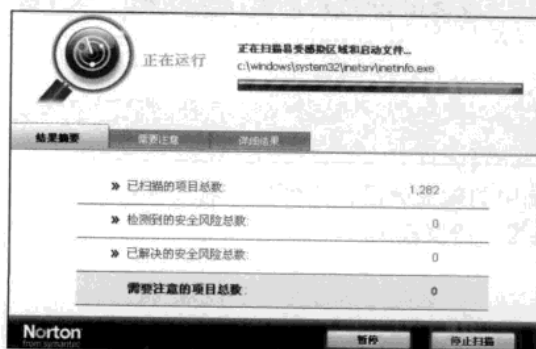 正在运行
正在扫描易受感染区域和启动文件...
c:\windows\system32\inetsrv\inetinfo.exe
结果摘要
需要注意
详细结果
» 已扫描的项目总数: 1,282
» 检测到的安全风险总数: 0
» 已解决的安全风险总数: 0
需要注意的项目总数: 0
Norton
from symantec
暂停
停止扫描